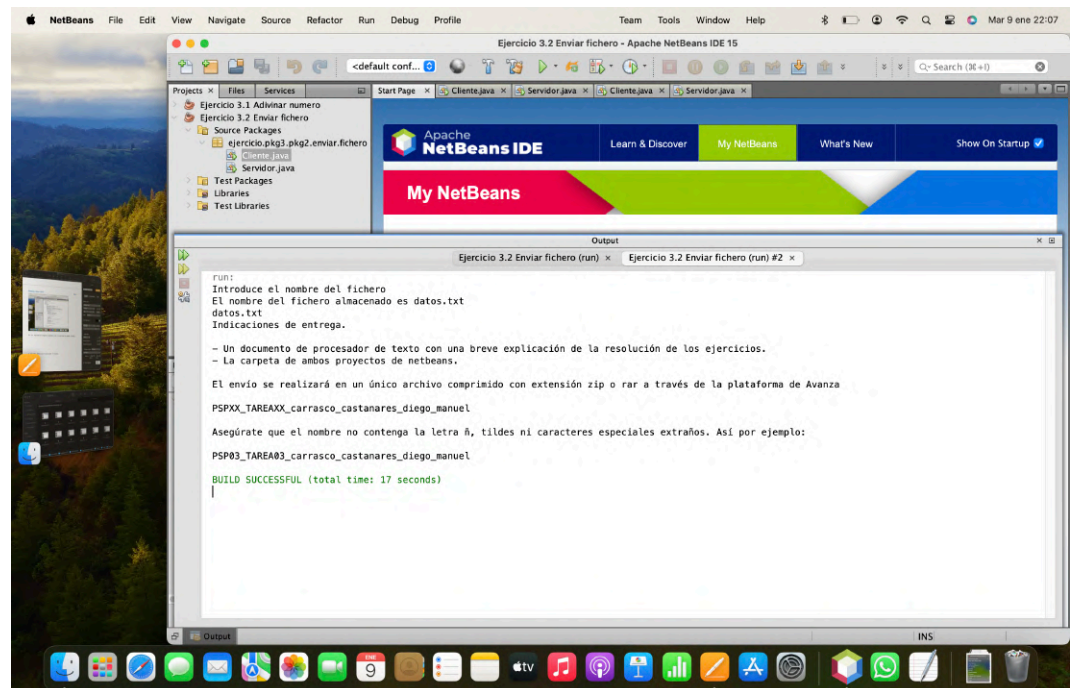 NetBeans File Edit View Navigate Source Refactor Run Debug Profile Team Tools Window Help Mar 9 ene 22:07
Ejercicio 3.2 Enviar fichero - Apache NetBeans IDE 15
<default conf... Search (⌘+I)
Projects × Files Services
Start Page × Cliente.java × Servidor.java × Cliente.java × Servidor.java ×
Ejercicio 3.1 Adivinar numero
Ejercicio 3.2 Enviar fichero
Source Packages
ejercicio.pkg3.pkg2.enviar.fichero
Cliente.java
Servidor.java
Test Packages
Libraries
Test Libraries
Apache
NetBeans IDE
Learn & Discover My NetBeans What's New Show On Startup
My NetBeans
Output
Ejercicio 3.2 Enviar fichero (run) × Ejercicio 3.2 Enviar fichero (run) #2 ×
run:
Introduce el nombre del fichero
El nombre del fichero almacenado es datos.txt
datos.txt
Indicaciones de entrega.
- Un documento de procesador de texto con una breve explicación de la resolución de los ejercicios.
- La carpeta de ambos proyectos de netbeans.
El envío se realizará en un único archivo comprimido con extensión zip o rar a través de la plataforma de Avanza
PSPXX_TAREAXX_carrasco_castanares_diego_manuel
Asegúrate que el nombre no contenga la letra ñ, tildes ni caracteres especiales extraños. Así por ejemplo:
PSP03_TAREA03_carrasco_castanares_diego_manuel
BUILD SUCCESSFUL (total time: 17 seconds)
Output
INS
ENE
9
tv